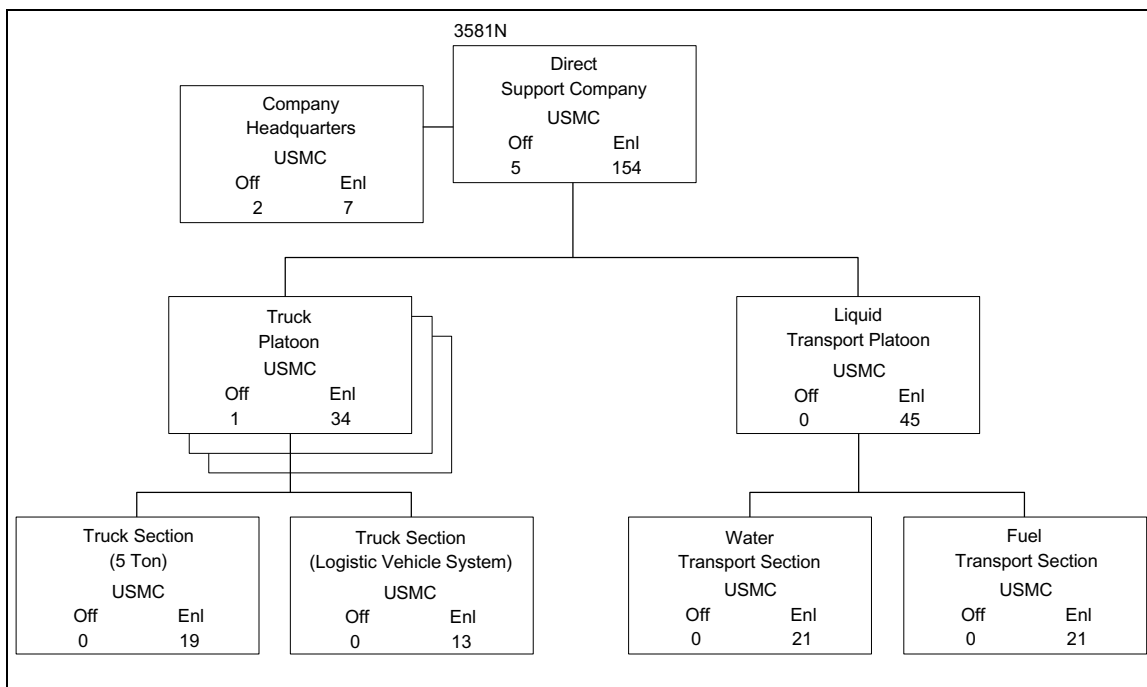 3581N
Direct
Support Company
USMC
Off Enl
5 154
Company
Headquarters
USMC
Off Enl
2 7
Truck
Platoon
USMC
Off Enl
1 34
Liquid
Transport Platoon
USMC
Off Enl
0 45
Truck Section
(5 Ton)
USMC
Off Enl
0 19
Truck Section
(Logistic Vehicle System)
USMC
Off Enl
0 13
Water
Transport Section
USMC
Off Enl
0 21
Fuel
Transport Section
USMC
Off Enl
0 21